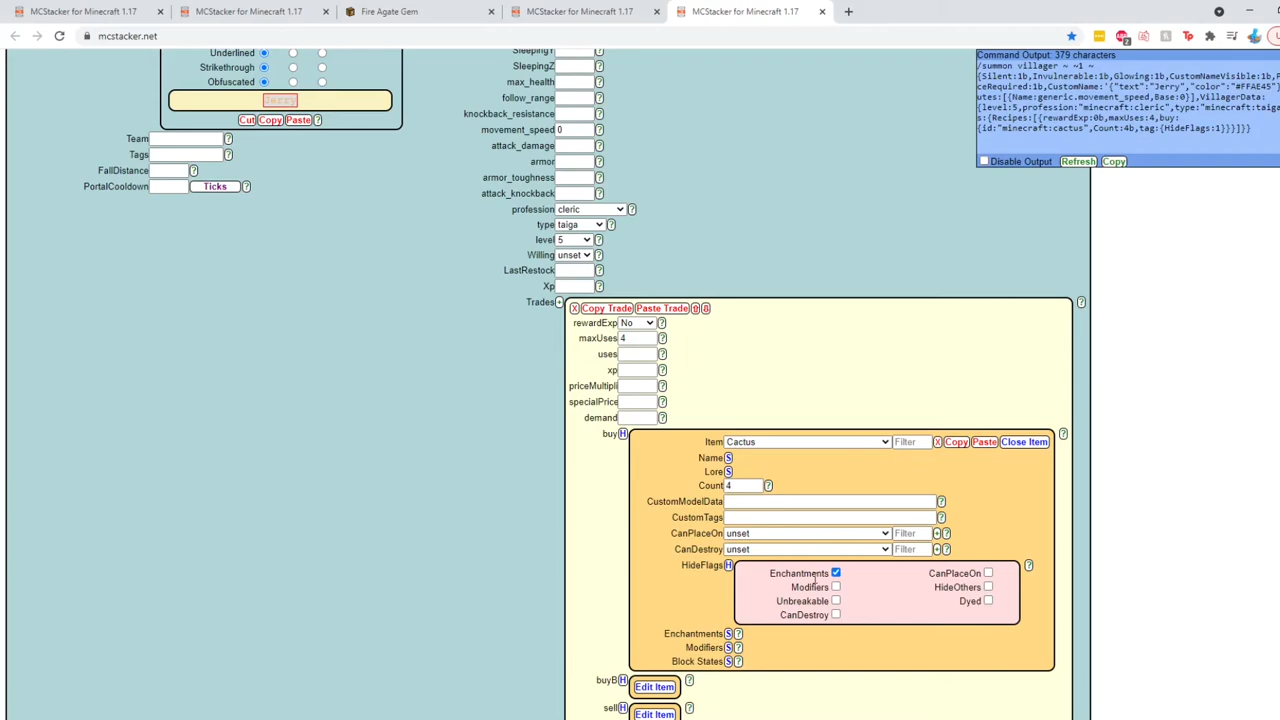 MCStacker for Minecraft 1.17
MCStacker for Minecraft 1.17
Fire Agate Gem
MCStacker for Minecraft 1.17
MCStacker for Minecraft 1.17
mcstacker.net
Underlined
Strikethrough
Obfuscated
Jerry
Cut Copy Paste ?
Team ?
Tags ?
FallDistance ?
PortalCooldown Ticks ?
SleepingY ?
SleepingZ ?
max_health ?
follow_range ?
knockback_resistance ?
movement_speed 0 ?
attack_damage ?
armor ?
armor_toughness ?
attack_knockback ?
profession cleric ?
type taiga ?
level 5 ?
Willing unset ?
LastRestock ?
Xp ?
Trades + ?
X Copy Trade Paste Trade
rewardExp No ?
maxUses 4 ?
uses ?
xp ?
priceMultipli ?
specialPrice ?
demand ?
buy H ?
Item Cactus Filter X Copy Paste Close Item
Name S
Lore S
Count 4 ?
CustomModelData ?
CustomTags ?
CanPlaceOn unset Filter + ?
CanDestroy unset Filter + ?
HideFlags H ?
Enchantments CanPlaceOn
Modifiers HideOthers
Unbreakable Dyed
CanDestroy
Enchantments S ?
Modifiers S ?
Block States S ?
buyB H Edit Item ?
sell H Edit Item ?
Command Output: 379 characters
/summon villager ~ ~1 ~
{Silent:1b,Invulnerable:1b,Glowing:1b,CustomNameVisible:1b,P
ceRequired:1b,CustomName:'{"text":"Jerry","color":"#FFAE45"
utes:[{Name:generic.movement_speed,Base:0}],VillagerData:
{level:5,profession:"minecraft:cleric",type:"minecraft:taiga
s:{Recipes:[{rewardExp:0b,maxUses:4,buy:
{id:"minecraft:cactus",Count:4b,tag:{HideFlags:1}}}]}}
Disable Output Refresh Copy